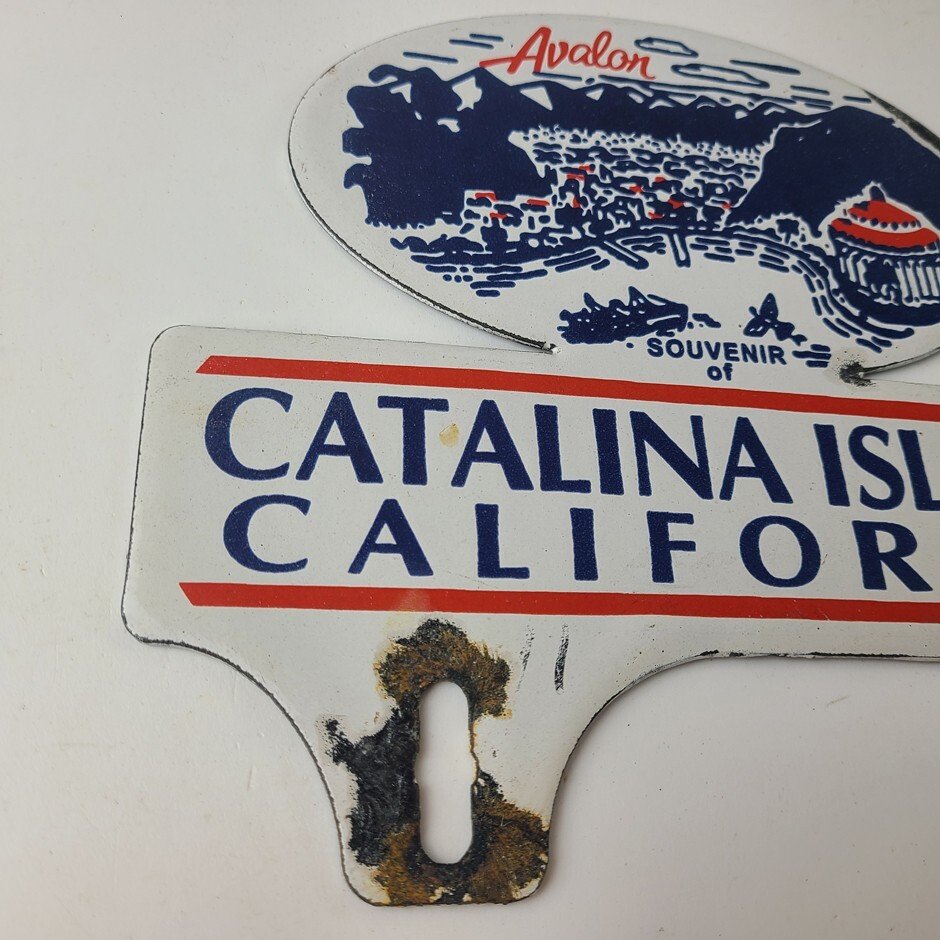 Avalon
SOUVENIR
of
CATALINA ISL
CALIFOR